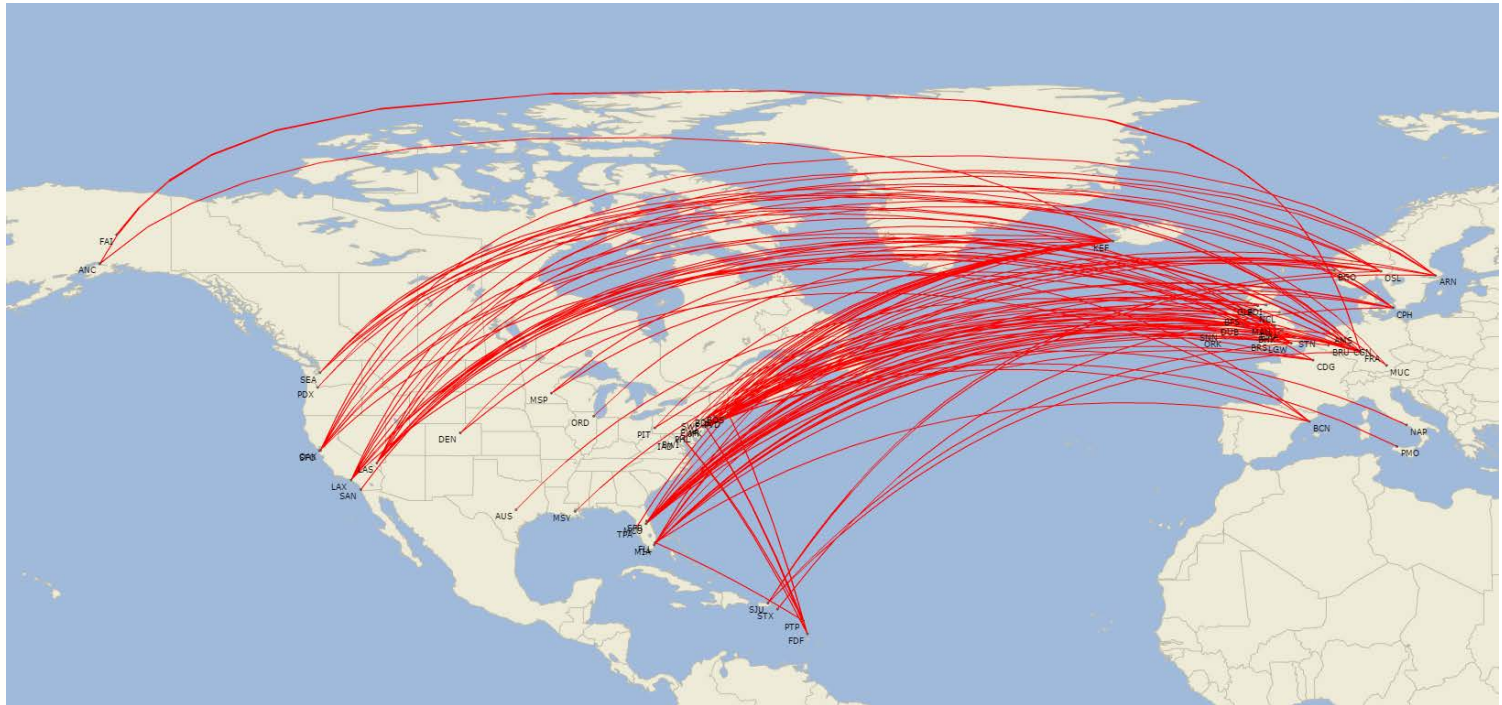 FAI
KEF
ANC
BGO
OSL
ARN
CPH
DUB
SNN
ORK
BRS
LGW
STN
AMS
BRU
CGN
FRA
CDG
MUC
SEA
PDX
MSP
ORD
DEN
PIT
IAD
BCN
NAP
PMO
LAS
LAX
SAN
AUS
MSY
TPA
MIA
SJU
STX
PTP
FDF